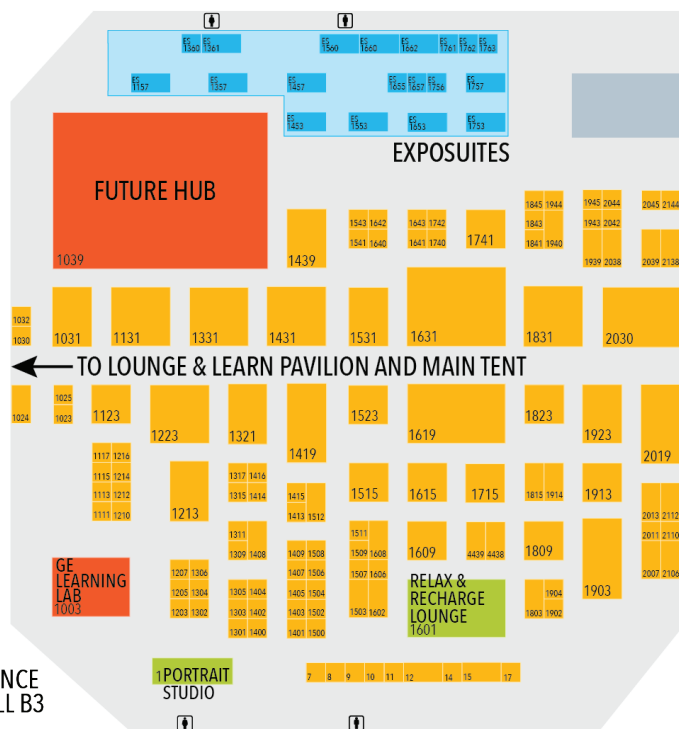 ES 1360 ES 1361 ES 1560 ES 1660 ES 1662 ES 1761 ES 1762 ES 1763
ES 1157 ES 1357 ES 1457 ES 1655 ES 1657 ES 1756 ES 1757
ES 1453 ES 1553 ES 1653 ES 1753
EXPOSUITES
FUTURE HUB
1039
1439
1543 1642 1643 1742
1541 1640 1641 1740
1741
1845 1944
1843
1841 1940
1945 2044
1943 2042
1939 2038
2045 2144
2039 2138
1032
1030
1031 1131 1331 1431 1531 1631 1831 2030
TO LOUNGE & LEARN PAVILION AND MAIN TENT
1024
1025
1023
1123 1223 1321 1419 1523 1619 1823 1923 2019
1117 1216
1115 1214
1113 1212
1111 1210
1213
1317 1416
1315 1414
1415
1413 1512
1515 1615 1715
1815 1914
1913
1311
1309 1408
1511
1509 1608
1507 1606
1503 1602
1609
4439 4438
1809
1903
2013 2112
2011 2110
2007 2106
GE
LEARNING
LAB
1003
1207 1306
1205 1304
1203 1302
1305 1404
1303 1402
1301 1400
1409 1508
1407 1506
1405 1504
1403 1502
1401 1500
RELAX &
RECHARGE
LOUNGE
1601
1904
1803 1902
1 PORTRAIT
STUDIO
7 8 9 10 11 12 14 15 17
NCE
LL B3